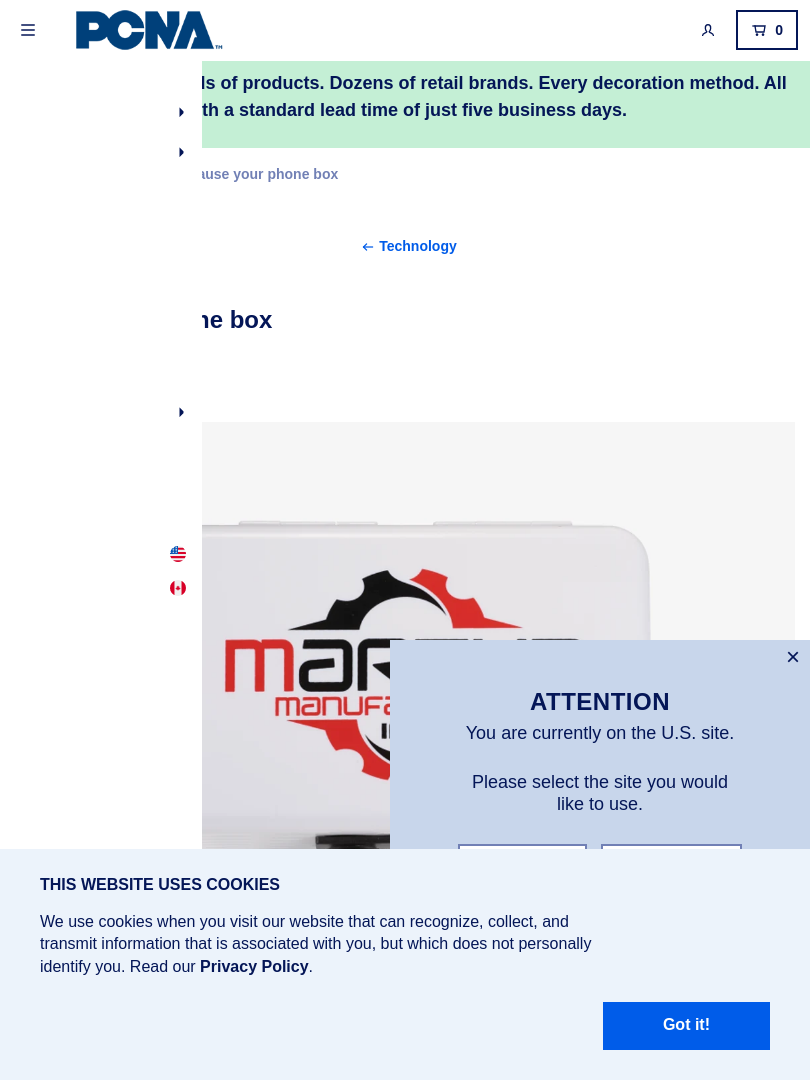 PCNA™
0
ls of products. Dozens of retail brands. Every decoration method. All
th a standard lead time of just five business days.
ause your phone box
← Technology
ne box
manufa
ATTENTION
You are currently on the U.S. site.
Please select the site you would
like to use.
THIS WEBSITE USES COOKIES
We use cookies when you visit our website that can recognize, collect, and
transmit information that is associated with you, but which does not personally
identify you. Read our Privacy Policy.
Got it!